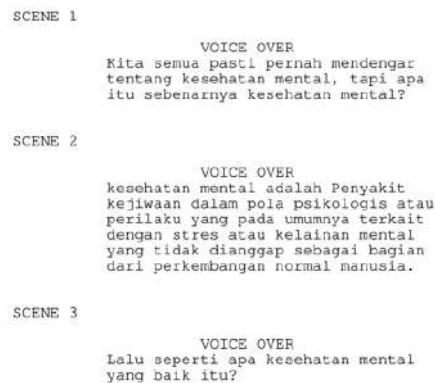 SCENE 1
VOICE OVER
Kita semua pasti pernah mendengar
tentang kesehatan mental, tapi apa
itu sebenarnya kesehatan mental?
SCENE 2
VOICE OVER
kesehatan mental adalah Penyakit
kejiwaan dalam pola psikologis atau
perilaku yang pada umumnya terkait
dengan stres atau kelainan mental
yang tidak dianggap sebagai bagian
dari perkembangan normal manusia.
SCENE 3
VOICE OVER
Lalu seperti apa kesehatan mental
yang baik itu?